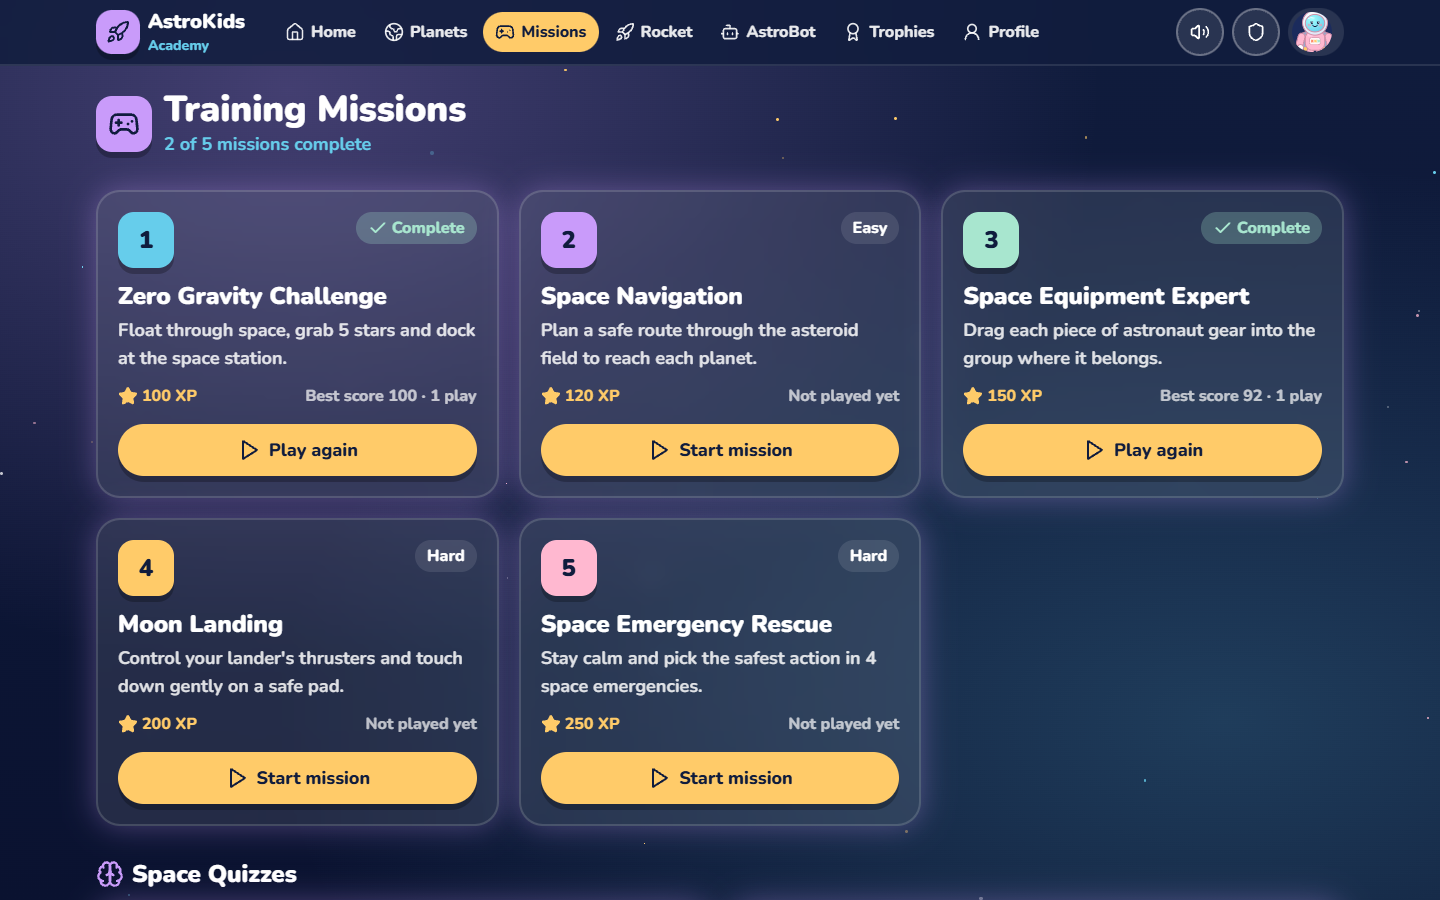 AstroKids
Academy
Home
Planets
Missions
Rocket
AstroBot
Trophies
Profile
Training Missions
2 of 5 missions complete
1
Complete
Zero Gravity Challenge
Float through space, grab 5 stars and dock
at the space station.
100 XP
Best score 100 · 1 play
Play again
2
Easy
Space Navigation
Plan a safe route through the asteroid
field to reach each planet.
120 XP
Not played yet
Start mission
3
Complete
Space Equipment Expert
Drag each piece of astronaut gear into the
group where it belongs.
150 XP
Best score 92 · 1 play
Play again
4
Hard
Moon Landing
Control your lander's thrusters and touch
down gently on a safe pad.
200 XP
Not played yet
Start mission
5
Hard
Space Emergency Rescue
Stay calm and pick the safest action in 4
space emergencies.
250 XP
Not played yet
Start mission
Space Quizzes